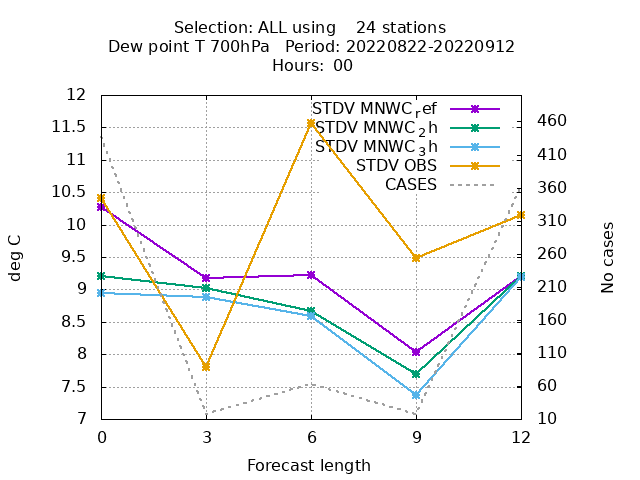 Selection: ALL using    24 stations
Dew point T 700hPa   Period: 20220822-20220912
Hours:  00
12
11.5
11
10.5
10
9.5
9
8.5
8
7.5
7
deg C
460
410
360
310
260
210
160
110
60
10
No cases
STDV MNWC_ref
STDV MNWC_2h
STDV MNWC_3h
STDV OBS
CASES
0 3 6 9 12
Forecast length